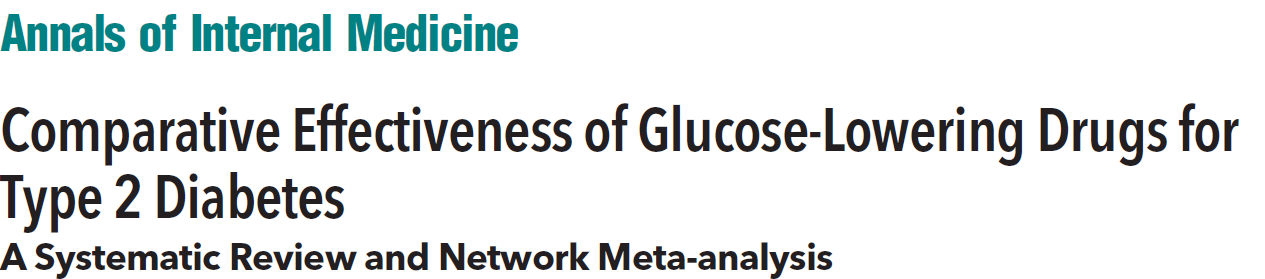 Annals of Internal Medicine
Comparative Effectiveness of Glucose-Lowering Drugs for
Type 2 Diabetes
A Systematic Review and Network Meta-analysis